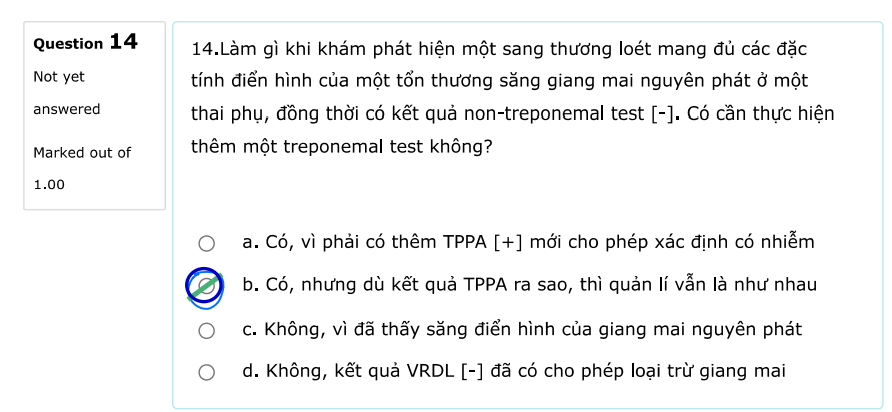 Question 14
Not yet
answered
Marked out of
1.00
14.Làm gì khi khám phát hiện một sang thương loét mang đủ các đặc
tính điển hình của một tổn thương săng giang mai nguyên phát ở một
thai phụ, đồng thời có kết quả non-treponemal test [-]. Có cần thực hiện
thêm một treponemal test không?
a. Có, vì phải có thêm TPPA [+] mới cho phép xác định có nhiễm
b. Có, nhưng dù kết quả TPPA ra sao, thì quản lí vẫn là như nhau
c. Không, vì đã thấy săng điển hình của giang mai nguyên phát
d. Không, kết quả VRDL [-] đã có cho phép loại trừ giang mai